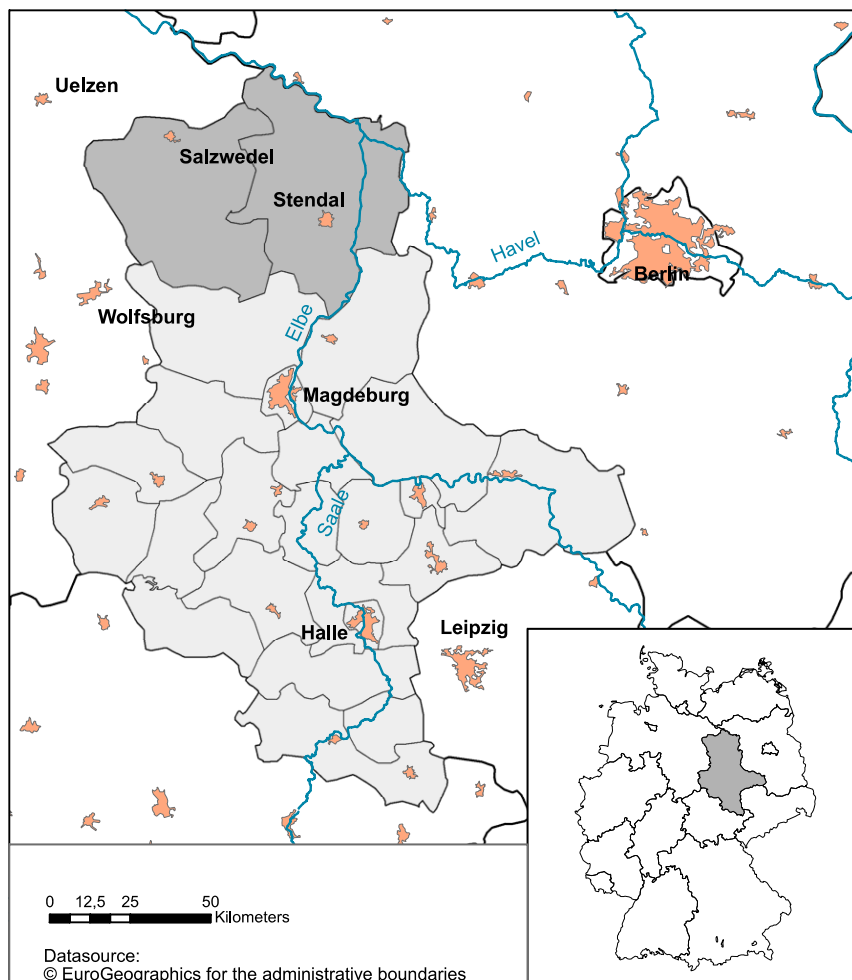 Uelzen
Salzwedel
Stendal
Havel
Berlin
Wolfsburg
Elbe
Magdeburg
Saale
Halle
Leipzig
0 12,5 25 50
Kilometers
Datasource:
© EuroGeographics for the administrative boundaries